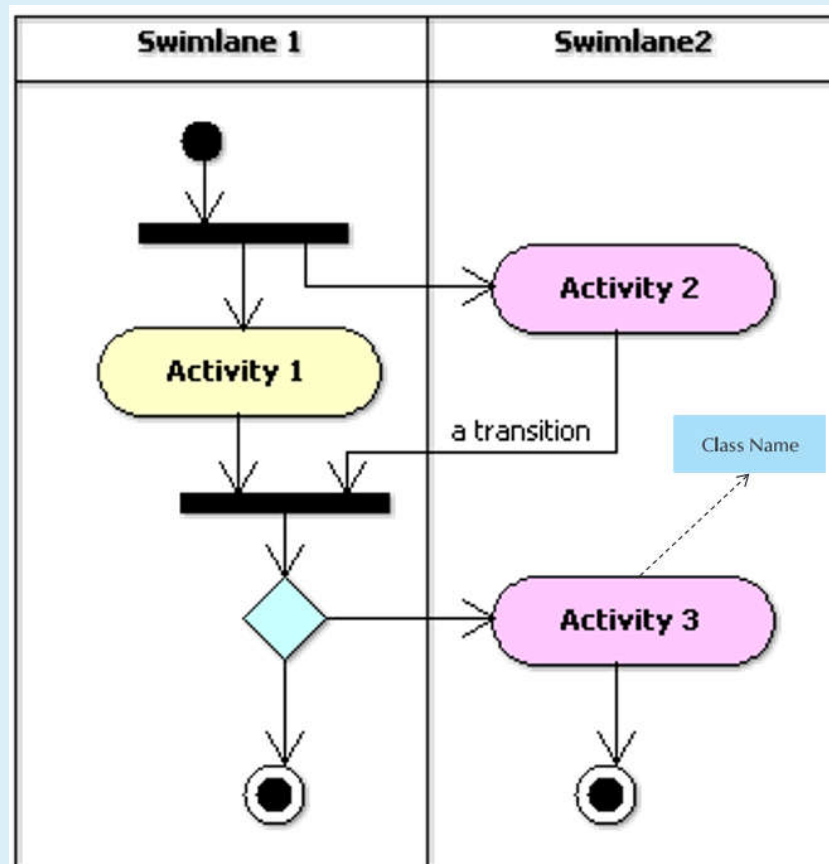 Swimlane 1
Swimlane2
Activity 2
Activity 1
a transition
Class Name
Activity 3